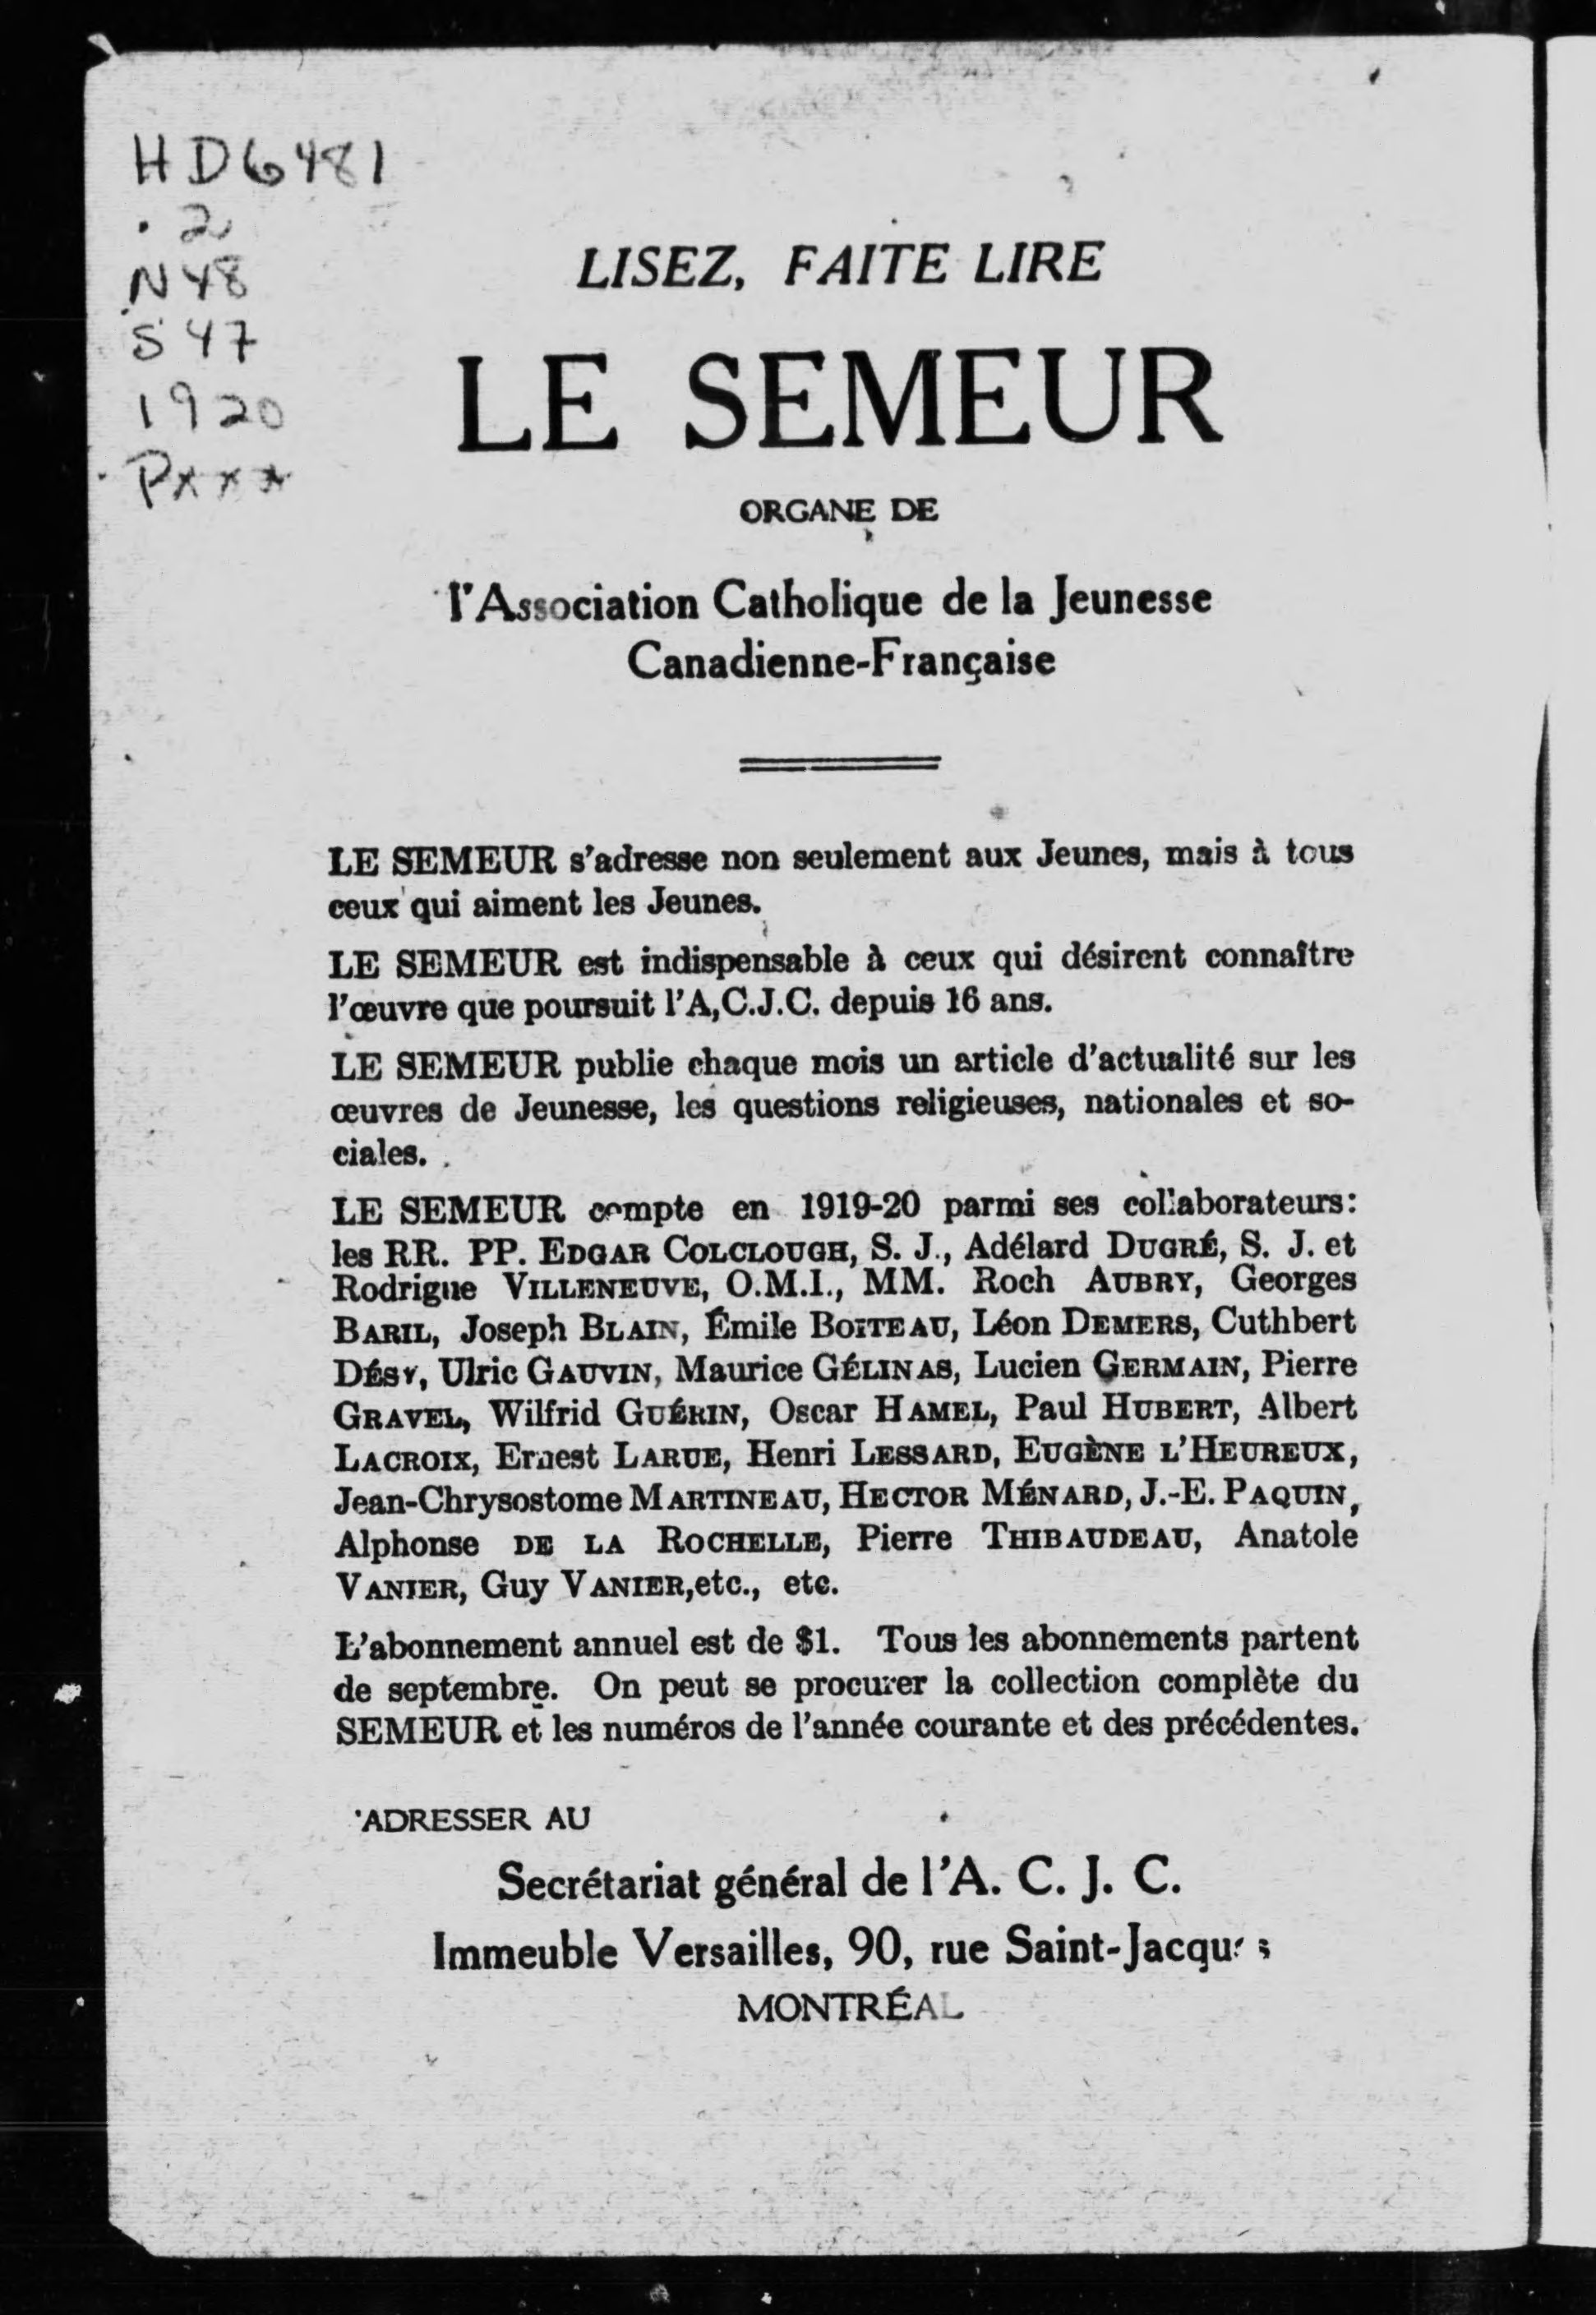 HD6481
.2
.N48
S47
1920
Pxxx
LISEZ, FAITE LIRE
LE SEMEUR
ORGANE DE
l'Association Catholique de la Jeunesse
Canadienne-Française
LE SEMEUR s'adresse non seulement aux Jeunes, mais à tous
ceux qui aiment les Jeunes.
LE SEMEUR est indispensable à ceux qui désirent connaître
l'œuvre que poursuit l'A,C.J.C. depuis 16 ans.
LE SEMEUR publie chaque mois un article d'actualité sur les
œuvres de Jeunesse, les questions religieuses, nationales et so-
ciales.
LE SEMEUR compte en 1919-20 parmi ses collaborateurs:
les RR. PP. EDGAR COLCLOUGH, S. J., Adélard DUGRÉ, S. J. et
Rodrigue VILLENEUVE, O.M.I., MM. Roch AUBRY, Georges
BARIL, Joseph BLAIN, Émile BOITEAU, Léon DEMERS, Cuthbert
DÉSY, Ulric GAUVIN, Maurice GÉLINAS, Lucien GERMAIN, Pierre
GRAVEL, Wilfrid GUÉRIN, Oscar HAMEL, Paul HUBERT, Albert
LACROIX, Ernest LARUE, Henri LESSARD, EUGÈNE L'HEUREUX,
Jean-Chrysostome MARTINEAU, HECTOR MÉNARD, J.-E. PAQUIN,
Alphonse DE LA ROCHELLE, Pierre THIBAUDEAU, Anatole
VANIER, Guy VANIER,etc., etc.
L'abonnement annuel est de $1. Tous les abonnements partent
de septembre. On peut se procurer la collection complète du
SEMEUR et les numéros de l'année courante et des précédentes.
'ADRESSER AU
Secrétariat général de l'A. C. J. C.
Immeuble Versailles, 90, rue Saint-Jacques
MONTRÉAL